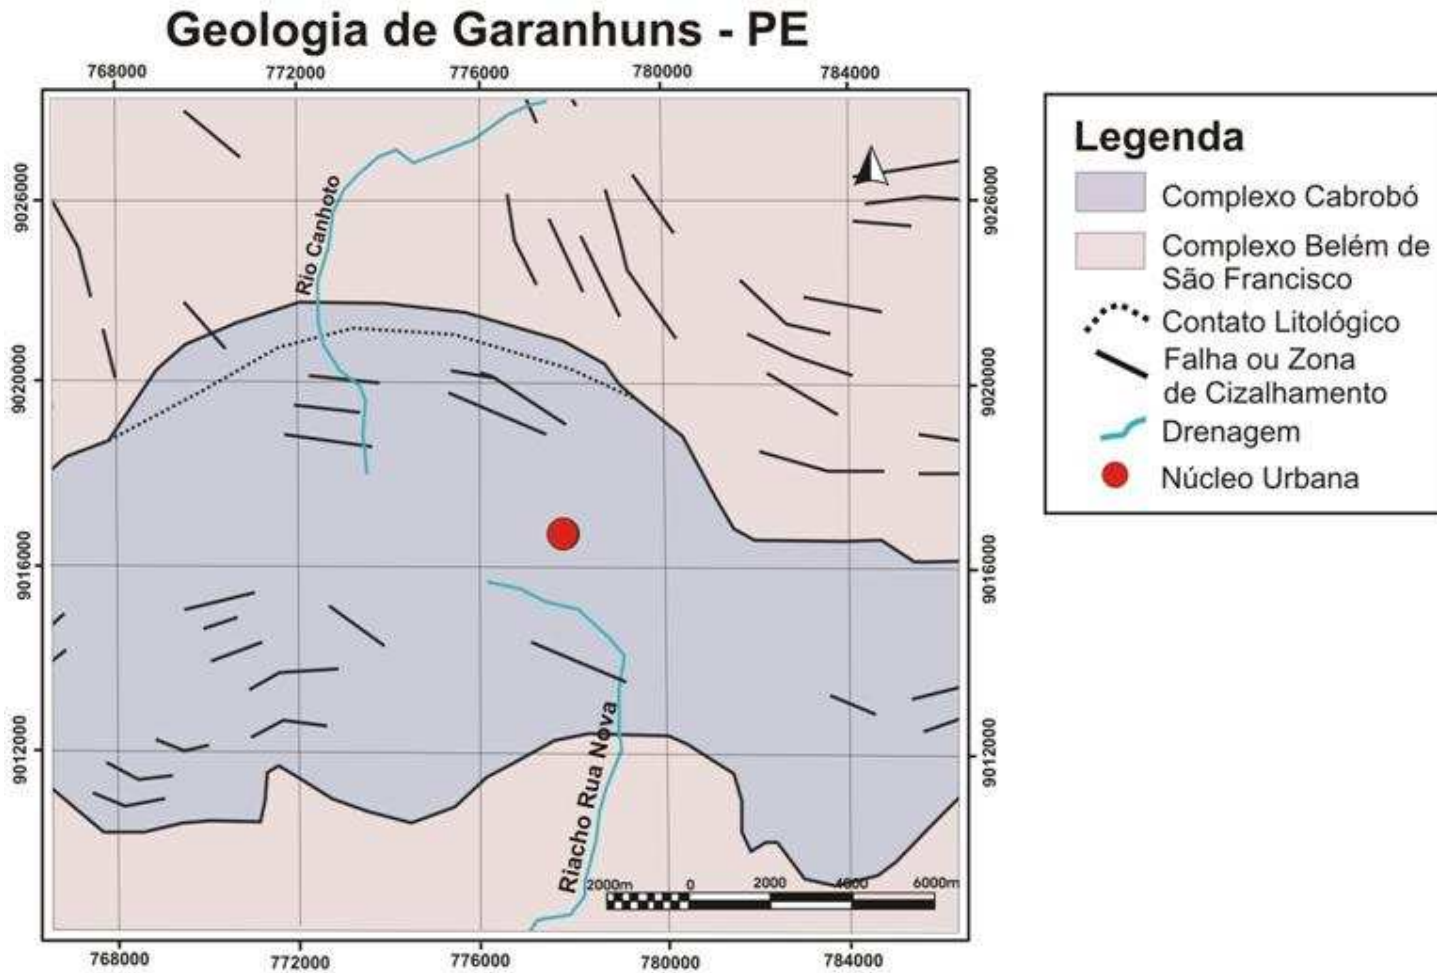 Geologia de Garanhuns - PE
768000 772000 776000 780000 784000
9026000 9026000
Rio Canhoto
9020000 9020000
9016000 9016000
9012000 9012000
Riacho Rua Nova
2000m 0 2000 4000 6000m
768000 772000 776000 780000 784000
Legenda
Complexo Cabrobó
Complexo Belém de
São Francisco
Contato Litológico
Falha ou Zona
de Cizalhamento
Drenagem
Núcleo Urbana